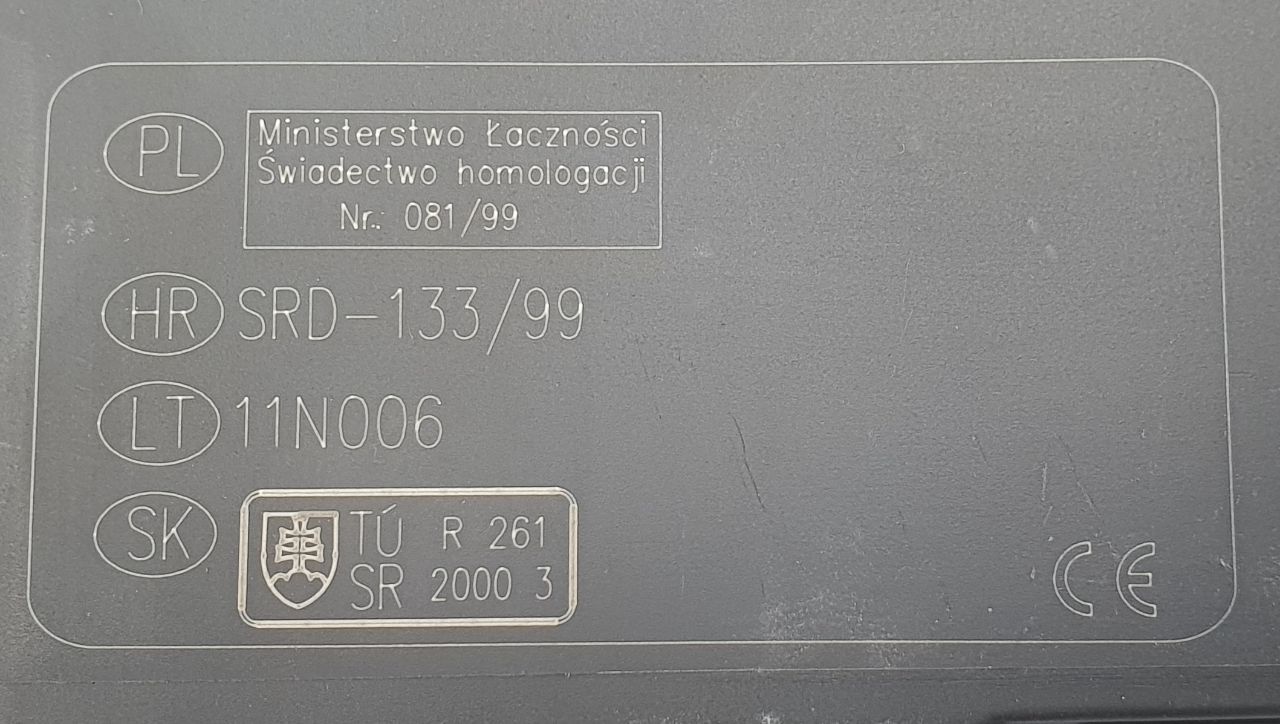 PL Ministerstwo Łaczności
Świadectwo homologacji
Nr.: 081/99
HR SRD-133/99
LT 11N006
SK TÚ R 261
SR 2000 3
CE